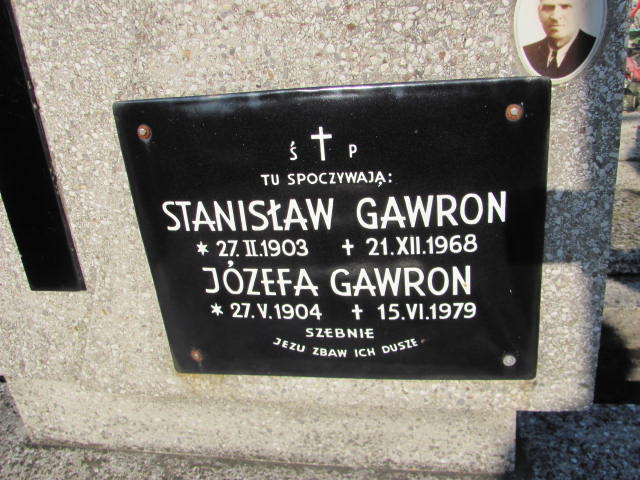 Ś ✝ P
TU SPOCZYWAJĄ:
STANISŁAW GAWRON
* 27.II.1903 ✝ 21.XII.1968
JÓZEFA GAWRON
* 27.V.1904 ✝ 15.VI.1979
SZEBNIE
JEZU ZBAW ICH DUSZE